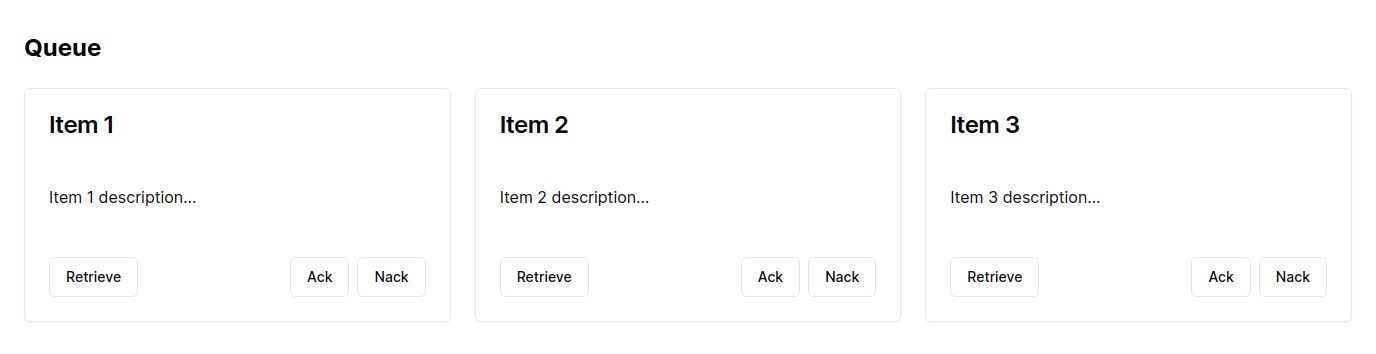 Queue
Item 1
Item 1 description...
Retrieve
Ack
Nack
Item 2
Item 2 description...
Retrieve
Ack
Nack
Item 3
Item 3 description...
Retrieve
Ack
Nack